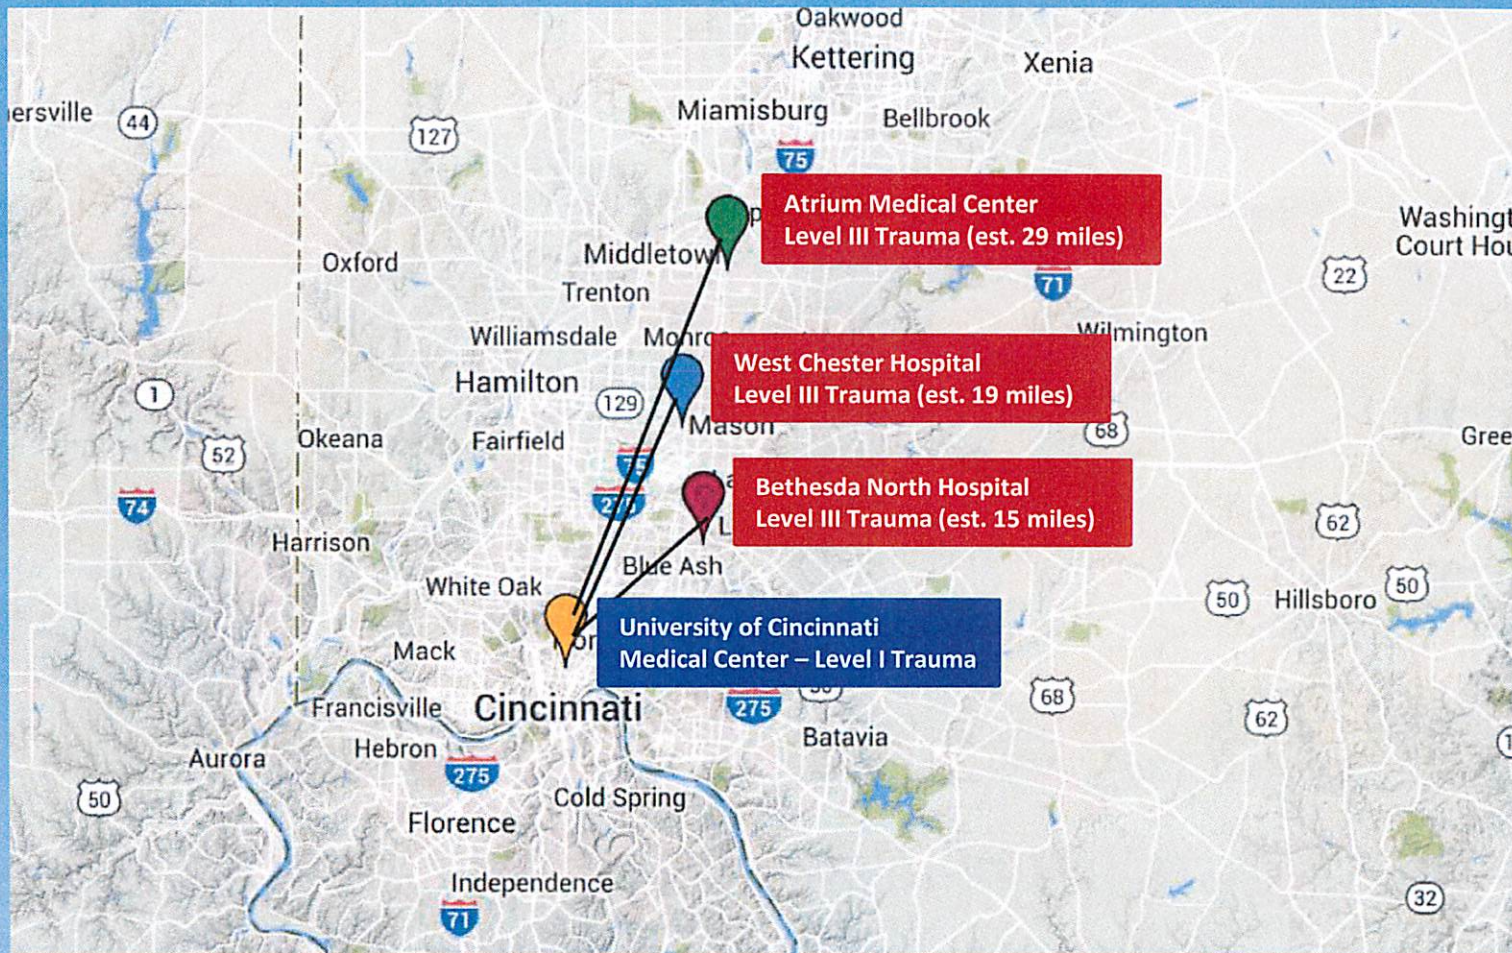 Oakwood
Kettering
Xenia
ersville
44
127
Miamisburg
Bellbrook
75
Atrium Medical Center
Level III Trauma (est. 29 miles)
Middletow
Oxford
Trenton
71
22
Washingt
Court Hou
Williamsdale
Monro
Wilmington
West Chester Hospital
Level III Trauma (est. 19 miles)
Hamilton
129
1
Mason
68
Okeana
Fairfield
52
Gree
75
74
275
Bethesda North Hospital
Level III Trauma (est. 15 miles)
L
62
Harrison
Blue Ash
White Oak
50
Hillsboro
50
University of Cincinnati
Medical Center – Level I Trauma
Mack
Francisville
Cincinnati
275
68
62
Hebron
Batavia
Aurora
275
50
Cold Spring
Florence
Independence
71
32